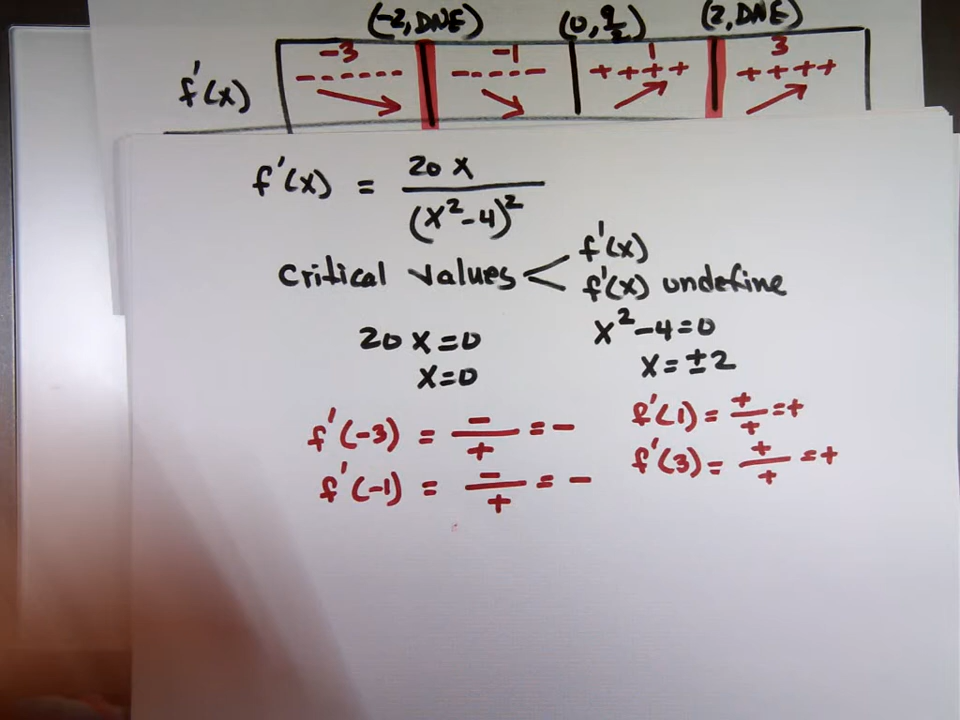 (-2, DNE) (0, 9/2) (2, DNE)
-3 -1 1 3
f'(x) ------ ----- ++++ ++++
f'(x) = 20x / (x²-4)²
critical values < f'(x)
f'(x) undefine
20x=0 x²-4=0
x=0 x=±2
f'(-3) = -/+ = - f'(1) = +/+ = +
f'(-1) = -/+ = - f'(3) = +/+ = +